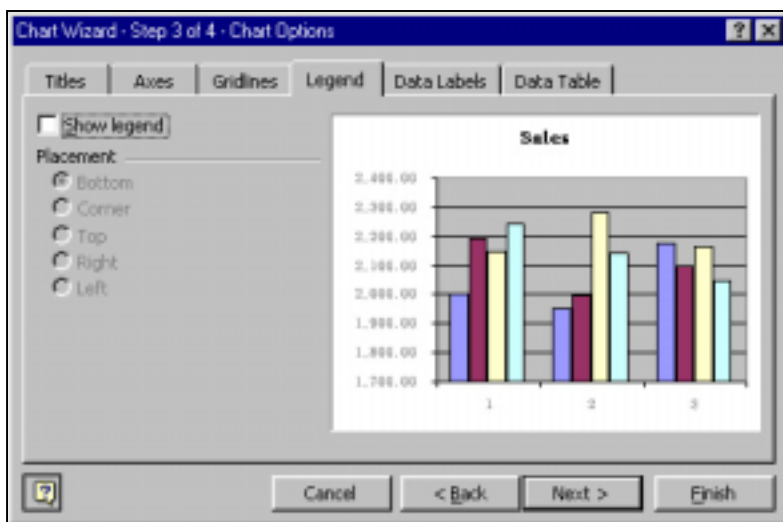 Chart Wizard - Step 3 of 4 - Chart Options
Titles Axes Gridlines Legend Data Labels Data Table
Show legend
Placement
Bottom
Corner
Top
Right
Left
Sales
2,400.00
2,300.00
2,200.00
2,100.00
2,000.00
1,900.00
1,800.00
1,700.00
1 2 3
Cancel < Back Next > Finish